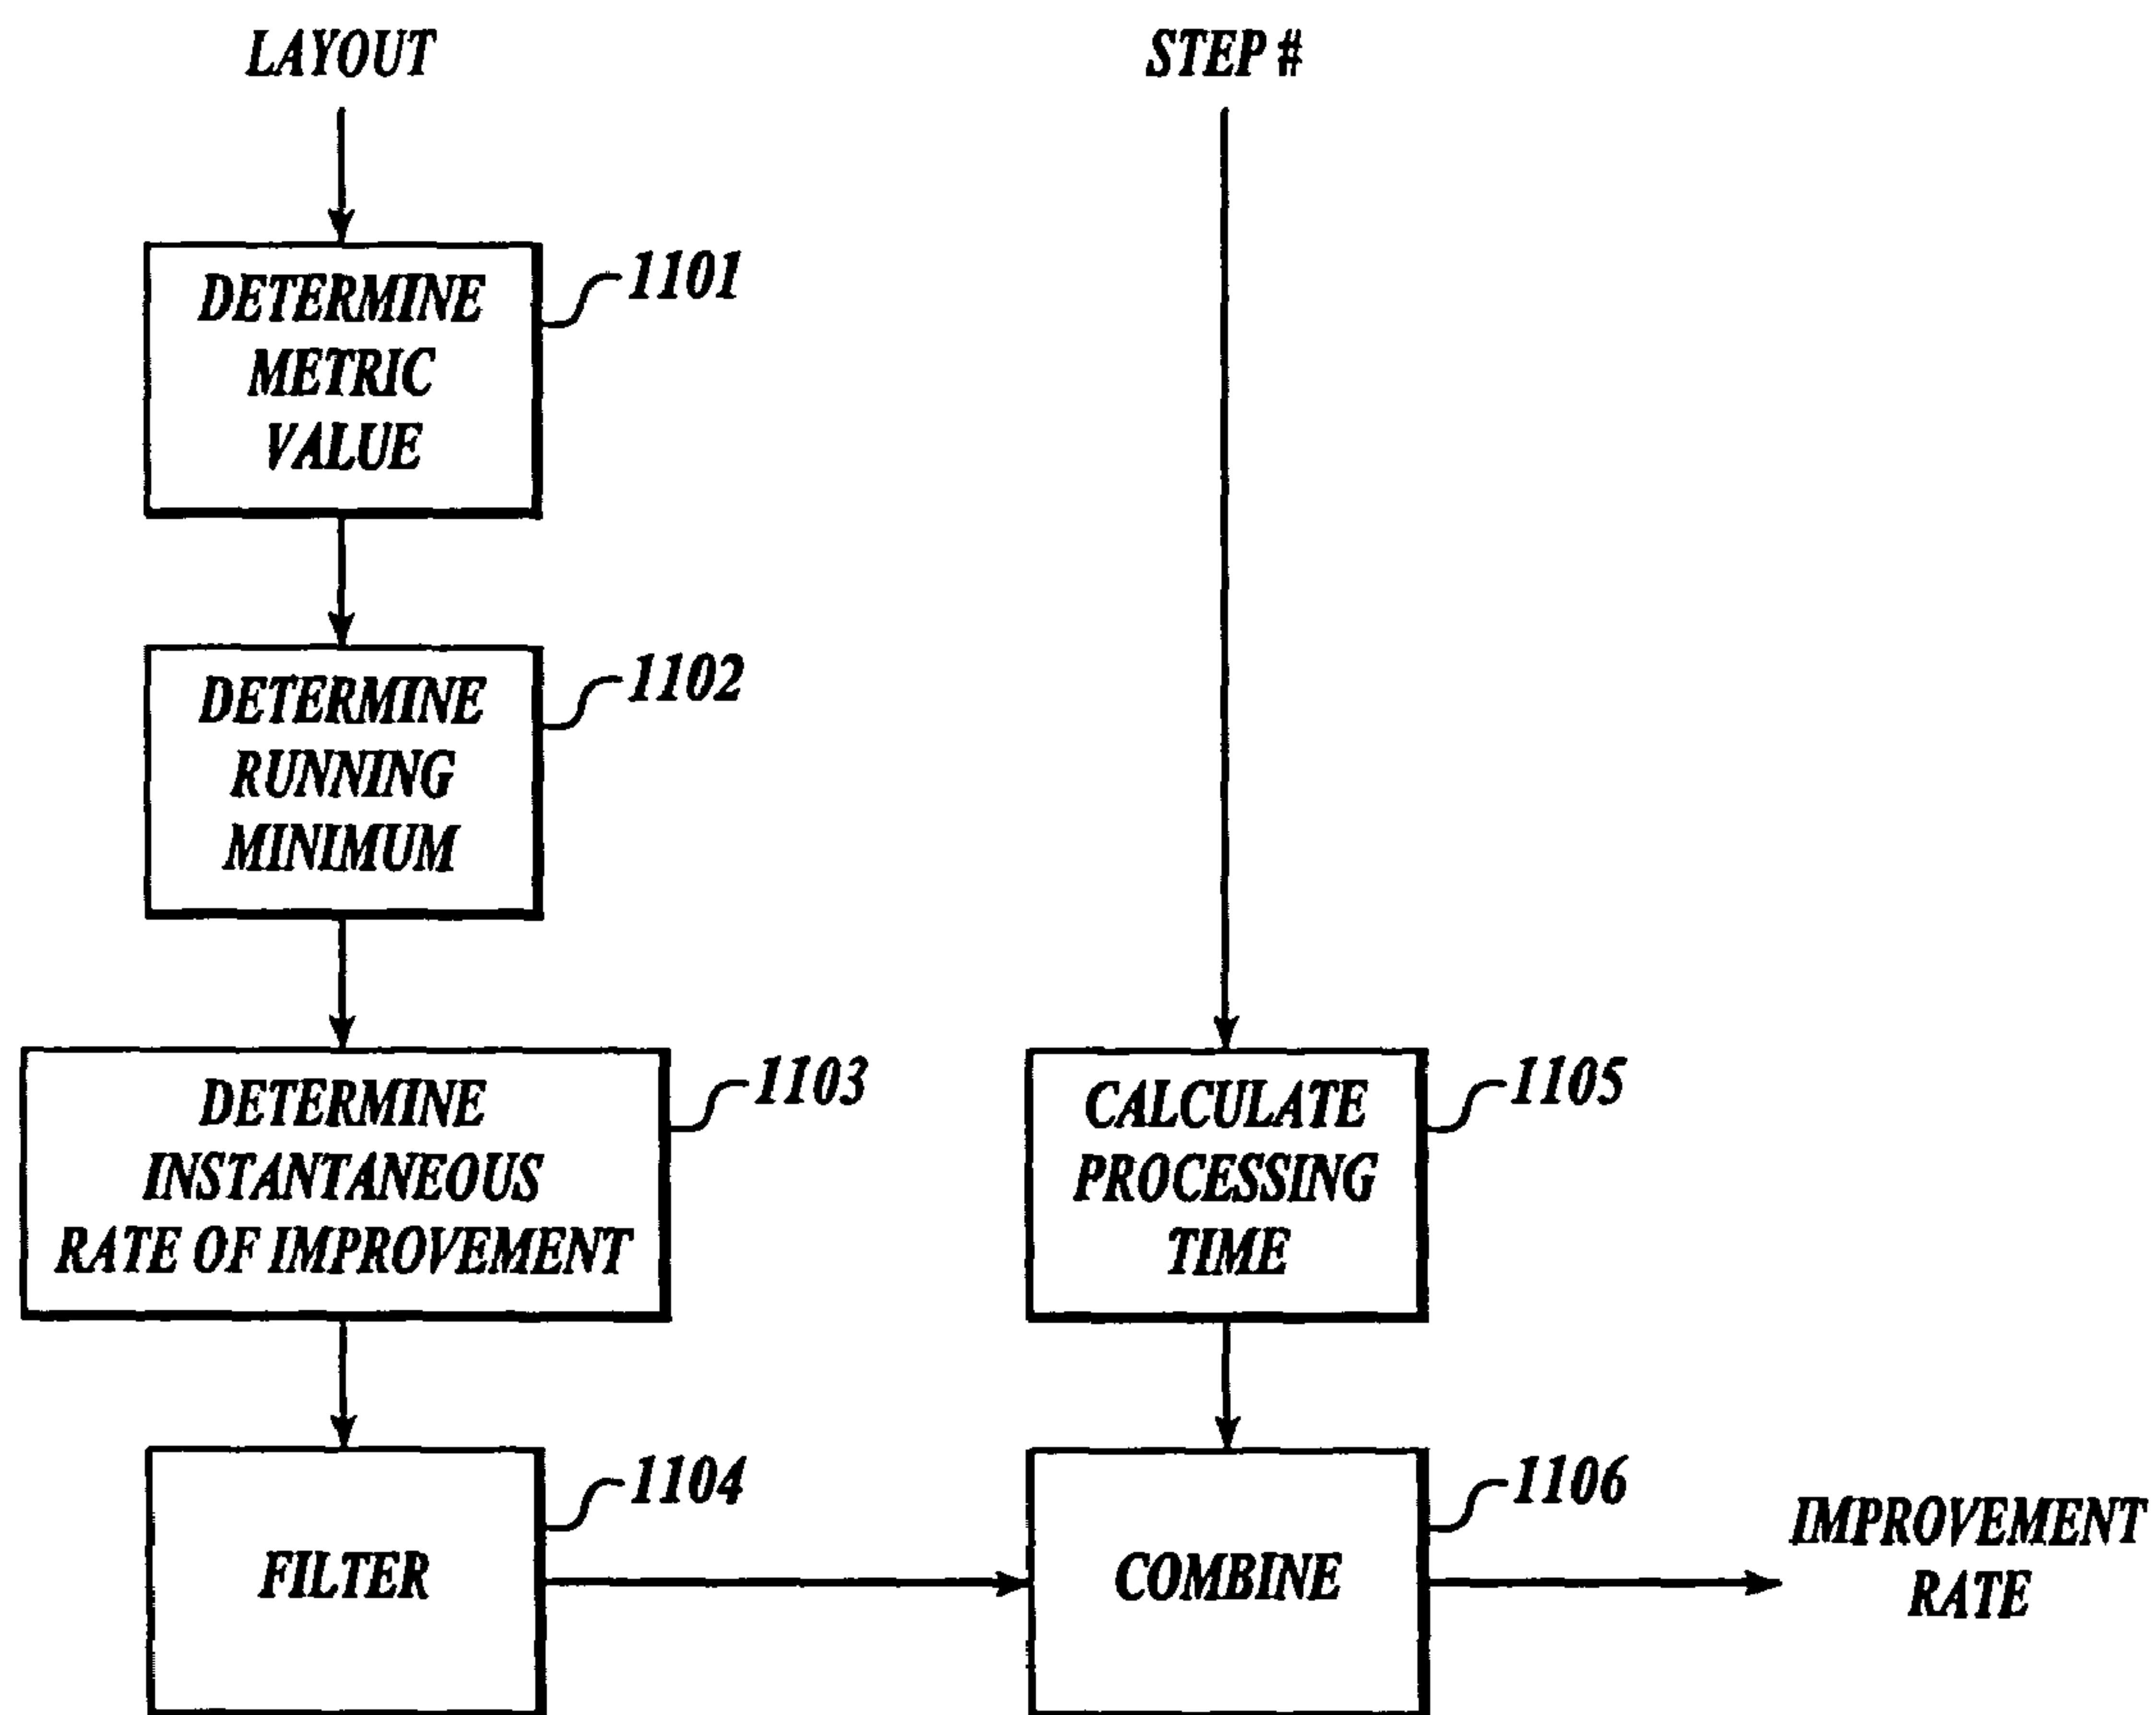 LAYOUT
STEP #
DETERMINE
METRIC
VALUE
1101
DETERMINE
RUNNING
MINIMUM
1102
DETERMINE
INSTANTANEOUS
RATE OF IMPROVEMENT
1103
CALCULATE
PROCESSING
TIME
1105
FILTER
1104
COMBINE
1106
IMPROVEMENT
RATE